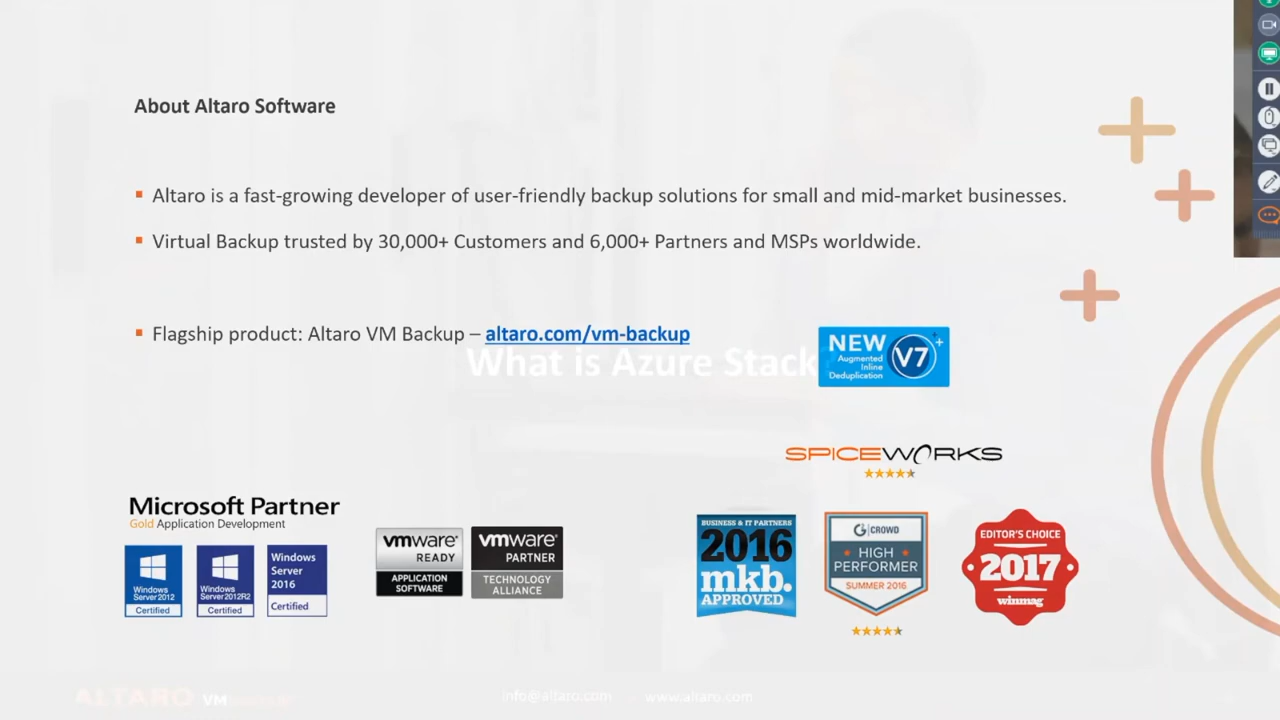 About Altaro Software
Altaro is a fast-growing developer of user-friendly backup solutions for small and mid-market businesses.
Virtual Backup trusted by 30,000+ Customers and 6,000+ Partners and MSPs worldwide.
Flagship product: Altaro VM Backup – altaro.com/vm-backup
What is Azure Stack
NEW
Augmented
Inline
Deduplication
V7
SPICEWORKS
Microsoft Partner
Gold Application Development
Windows
Server 2012
Certified
Windows
Server 2012R2
Certified
Windows
Server
2016
Certified
vmware®
READY
APPLICATION
SOFTWARE
vmware®
PARTNER
TECHNOLOGY
ALLIANCE
BUSINESS & IT PARTNERS
2016
mkb.
APPROVED
CROWD
HIGH
PERFORMER
SUMMER 2016
EDITOR'S CHOICE
2017
winmag
ALTARO VM
info@altaro.com
www.altaro.com